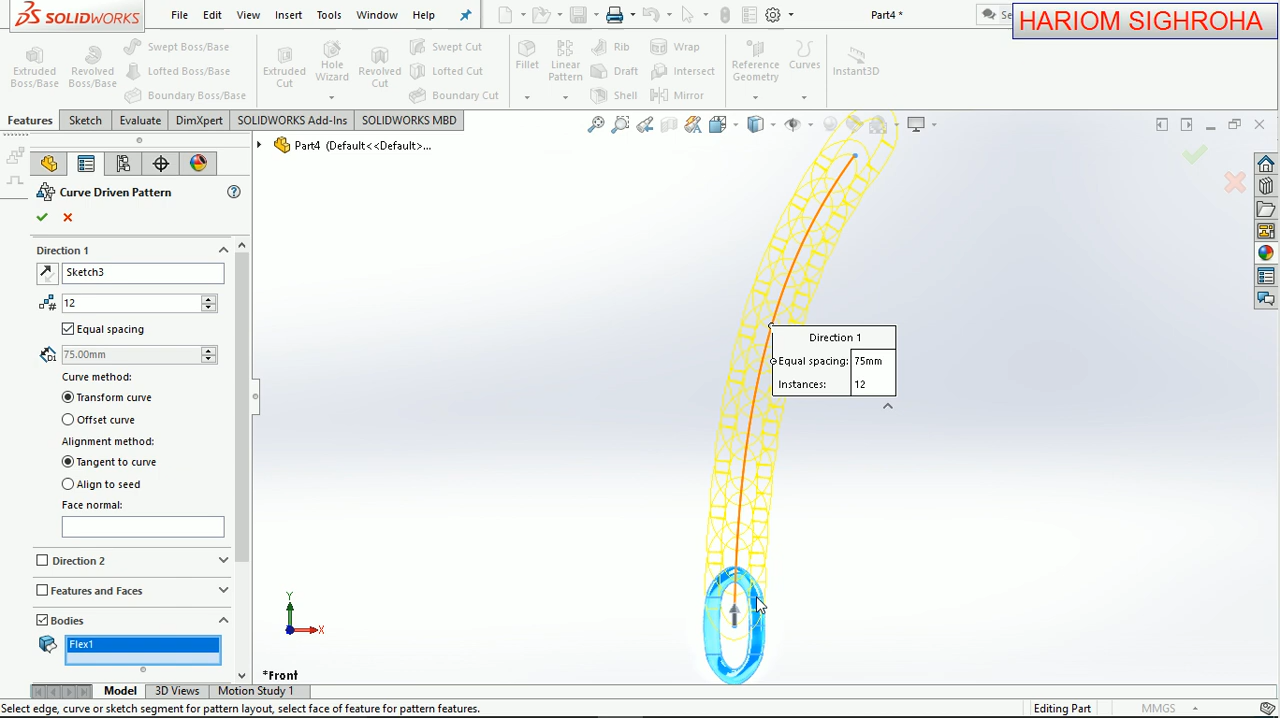 SOLIDWORKS File Edit View Insert Tools Window Help Part4 *
HARIOM SIGHROHA
Extruded Boss/Base
Revolved Boss/Base
Swept Boss/Base
Lofted Boss/Base
Boundary Boss/Base
Extruded Cut
Hole Wizard
Revolved Cut
Swept Cut
Lofted Cut
Boundary Cut
Fillet
Linear Pattern
Rib
Draft
Shell
Wrap
Intersect
Mirror
Reference Geometry
Curves
Instant3D
Features Sketch Evaluate DimXpert SOLIDWORKS Add-Ins SOLIDWORKS MBD
Part4 (Default<<Default>...
Curve Driven Pattern
Direction 1
Sketch3
12
Equal spacing
75.00mm
Curve method:
Transform curve
Offset curve
Alignment method:
Tangent to curve
Align to seed
Face normal:
Direction 2
Features and Faces
Bodies
Flex1
Direction 1
Equal spacing: 75mm
Instances: 12
Y
X
*Front
Model 3D Views Motion Study 1
Select edge, curve or sketch segment for pattern layout, select face of feature for pattern features. Editing Part MMGS